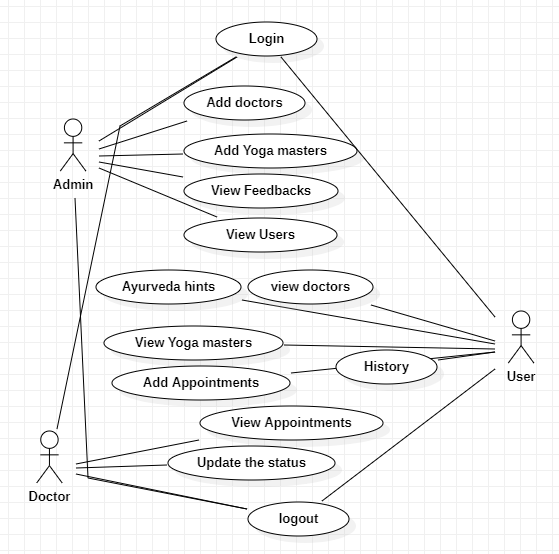 Login
Add doctors
Add Yoga masters
Admin
View Feedbacks
View Users
Ayurveda hints
view doctors
View Yoga masters
History
User
Add Appointments
View Appointments
Update the status
Doctor
logout